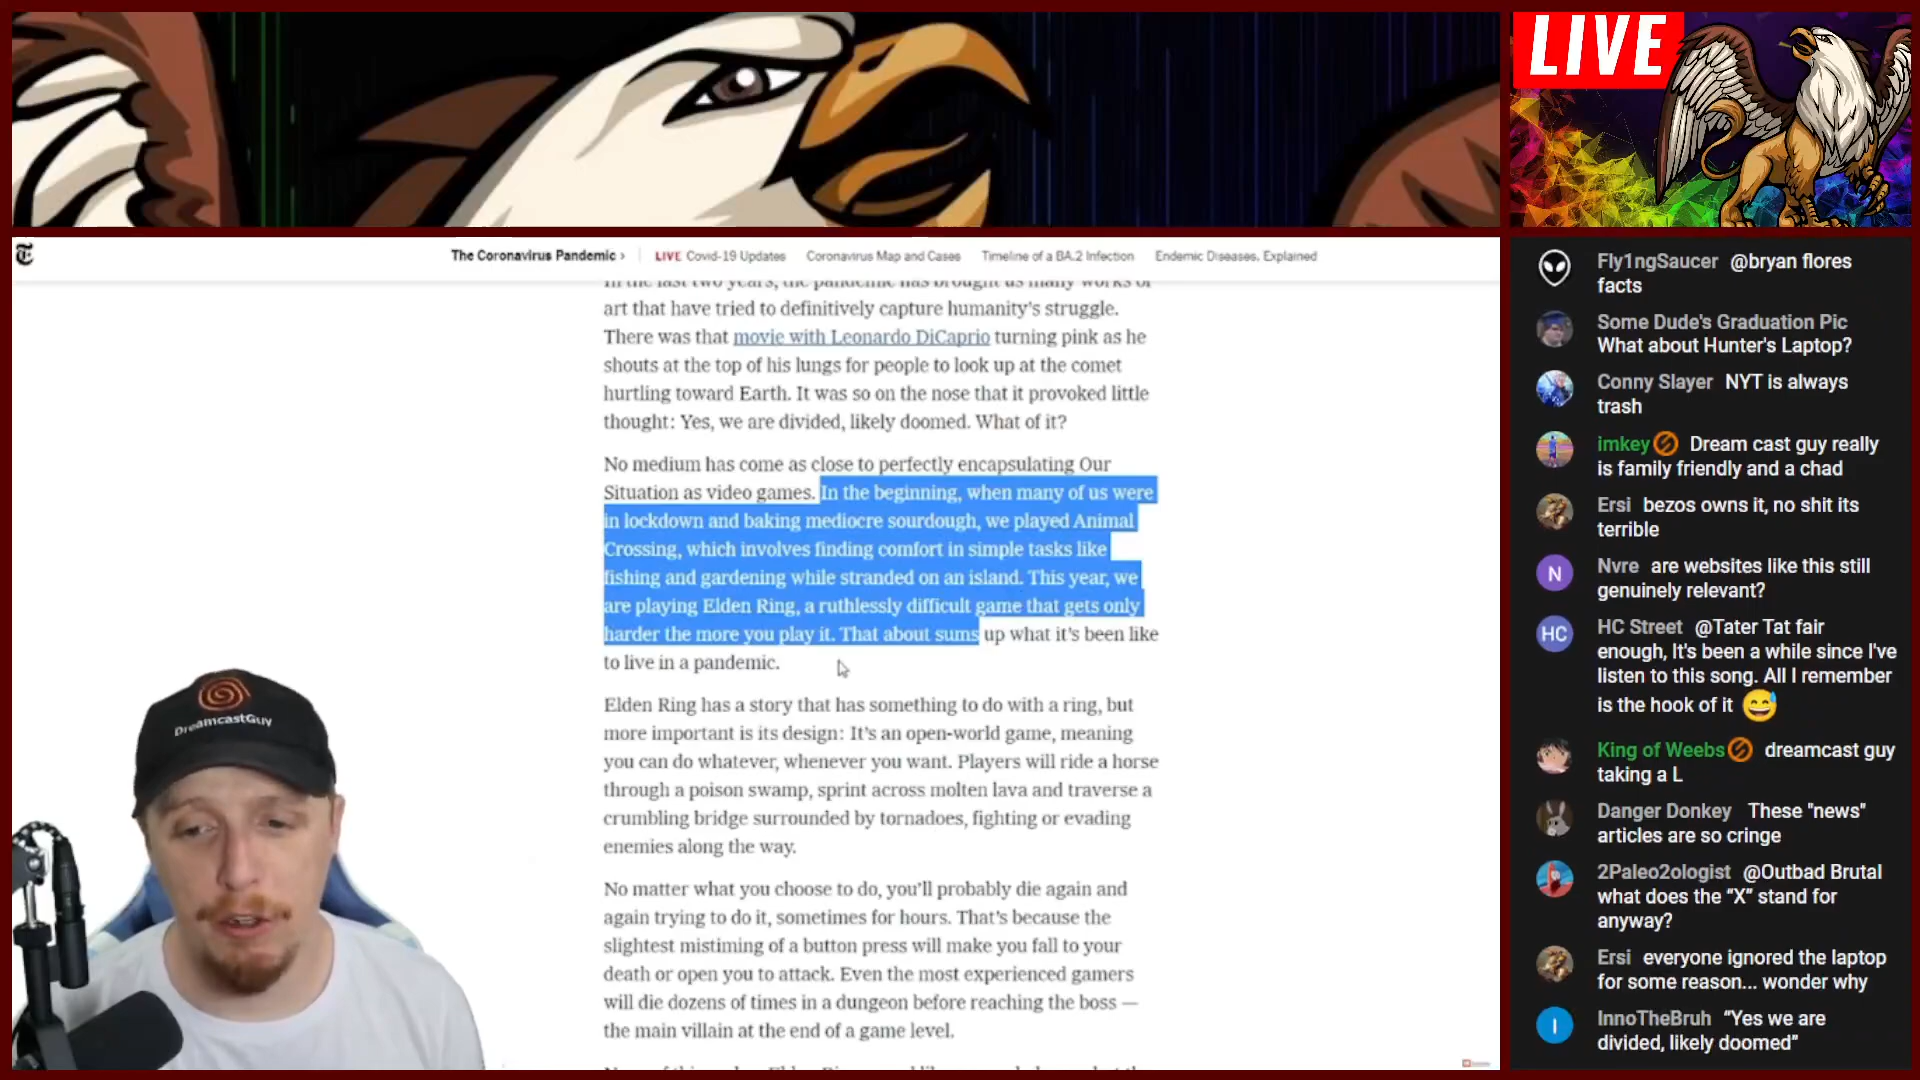 LIVE
The Coronavirus Pandemic ›
LIVE Covid-19 Updates
Coronavirus Map and Cases
Timeline of a BA.2 Infection
Endemic Diseases, Explained
In the last two years, the pandemic has brought us many works of
art that have tried to definitively capture humanity's struggle.
There was that movie with Leonardo DiCaprio turning pink as he
shouts at the top of his lungs for people to look up at the comet
hurtling toward Earth. It was so on the nose that it provoked little
thought: Yes, we are divided, likely doomed. What of it?
No medium has come as close to perfectly encapsulating Our
Situation as video games. In the beginning, when many of us were
in lockdown and baking mediocre sourdough, we played Animal
Crossing, which involves finding comfort in simple tasks like
fishing and gardening while stranded on an island. This year, we
are playing Elden Ring, a ruthlessly difficult game that gets only
harder the more you play it. That about sums up what it's been like
to live in a pandemic.
Elden Ring has a story that has something to do with a ring, but
more important is its design: It's an open-world game, meaning
you can do whatever, whenever you want. Players will ride a horse
through a poison swamp, sprint across molten lava and traverse a
crumbling bridge surrounded by tornadoes, fighting or evading
enemies along the way.
No matter what you choose to do, you'll probably die again and
again trying to do it, sometimes for hours. That's because the
slightest mistiming of a button press will make you fall to your
death or open you to attack. Even the most experienced gamers
will die dozens of times in a dungeon before reaching the boss —
the main villain at the end of a game level.
DreamcastGuy
Fly1ngSaucer @bryan flores
facts
Some Dude's Graduation Pic
What about Hunter's Laptop?
Conny Slayer NYT is always
trash
imkey Dream cast guy really
is family friendly and a chad
Ersi bezos owns it, no shit its
terrible
N
Nvre are websites like this still
genuinely relevant?
HC
HC Street @Tater Tat fair
enough, It's been a while since I've
listen to this song. All I remember
is the hook of it 😅
King of Weebs dreamcast guy
taking a L
Danger Donkey These "news"
articles are so cringe
2Paleo2ologist @Outbad Brutal
what does the “X” stand for
anyway?
Ersi everyone ignored the laptop
for some reason... wonder why
I
InnoTheBruh “Yes we are
divided, likely doomed”